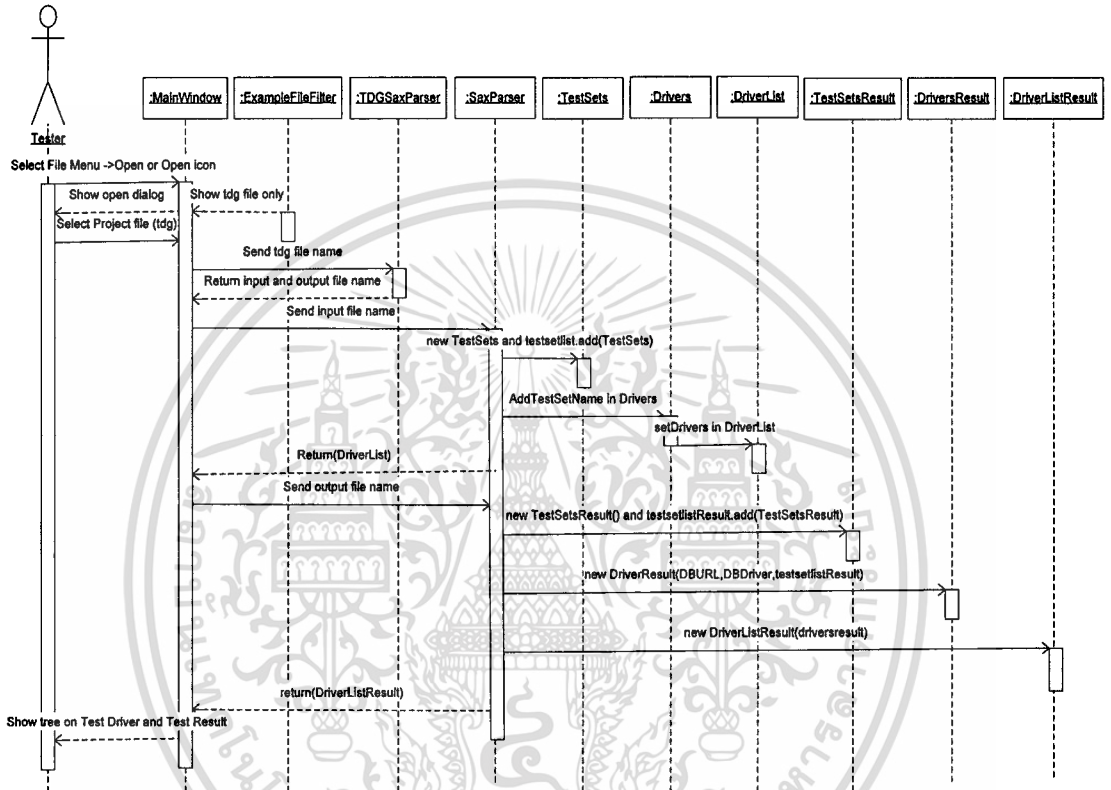 :MainWindow
:ExampleFileFilter
:TDGSaxParser
:SaxParser
:TestSets
:Drivers
:DriverList
:TestSetsResult
:DriversResult
:DriverListResult
Tester
Select File Menu ->Open or Open icon
Show open dialog
Show tdg file only
Select Project file (tdg)
Send tdg file name
Return input and output file name
Send input file name
new TestSets and testsetlist.add(TestSets)
AddTestSetName in Drivers
setDrivers in DriverList
Return(DriverList)
Send output file name
new TestSetsResult() and testsetlistResult.add(TestSetsResult)
new DriverResult(DBURL,DBDriver,testsetlistResult)
new DriverListResult(driversresult)
return(DriverListResult)
Show tree on Test Driver and Test Result